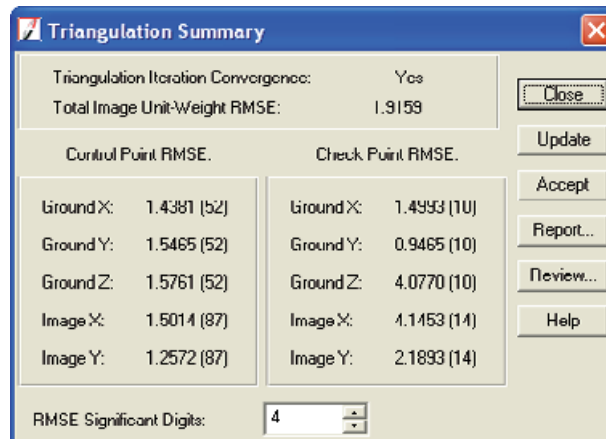 Triangulation Summary
Triangulation Iteration Convergence: Yes
Total Image Unit-Weight RMSE: 1.9159
Control Point RMSE. Check Point RMSE.
Ground X: 1.4381 (52) Ground X: 1.4993 (10)
Ground Y: 1.5465 (52) Ground Y: 0.9465 (10)
Ground Z: 1.5761 (52) Ground Z: 4.0770 (10)
Image X: 1.5014 (87) Image X: 4.1453 (14)
Image Y: 1.2572 (87) Image Y: 2.1893 (14)
RMSE Significant Digits: 4
Close
Update
Accept
Report...
Review...
Help